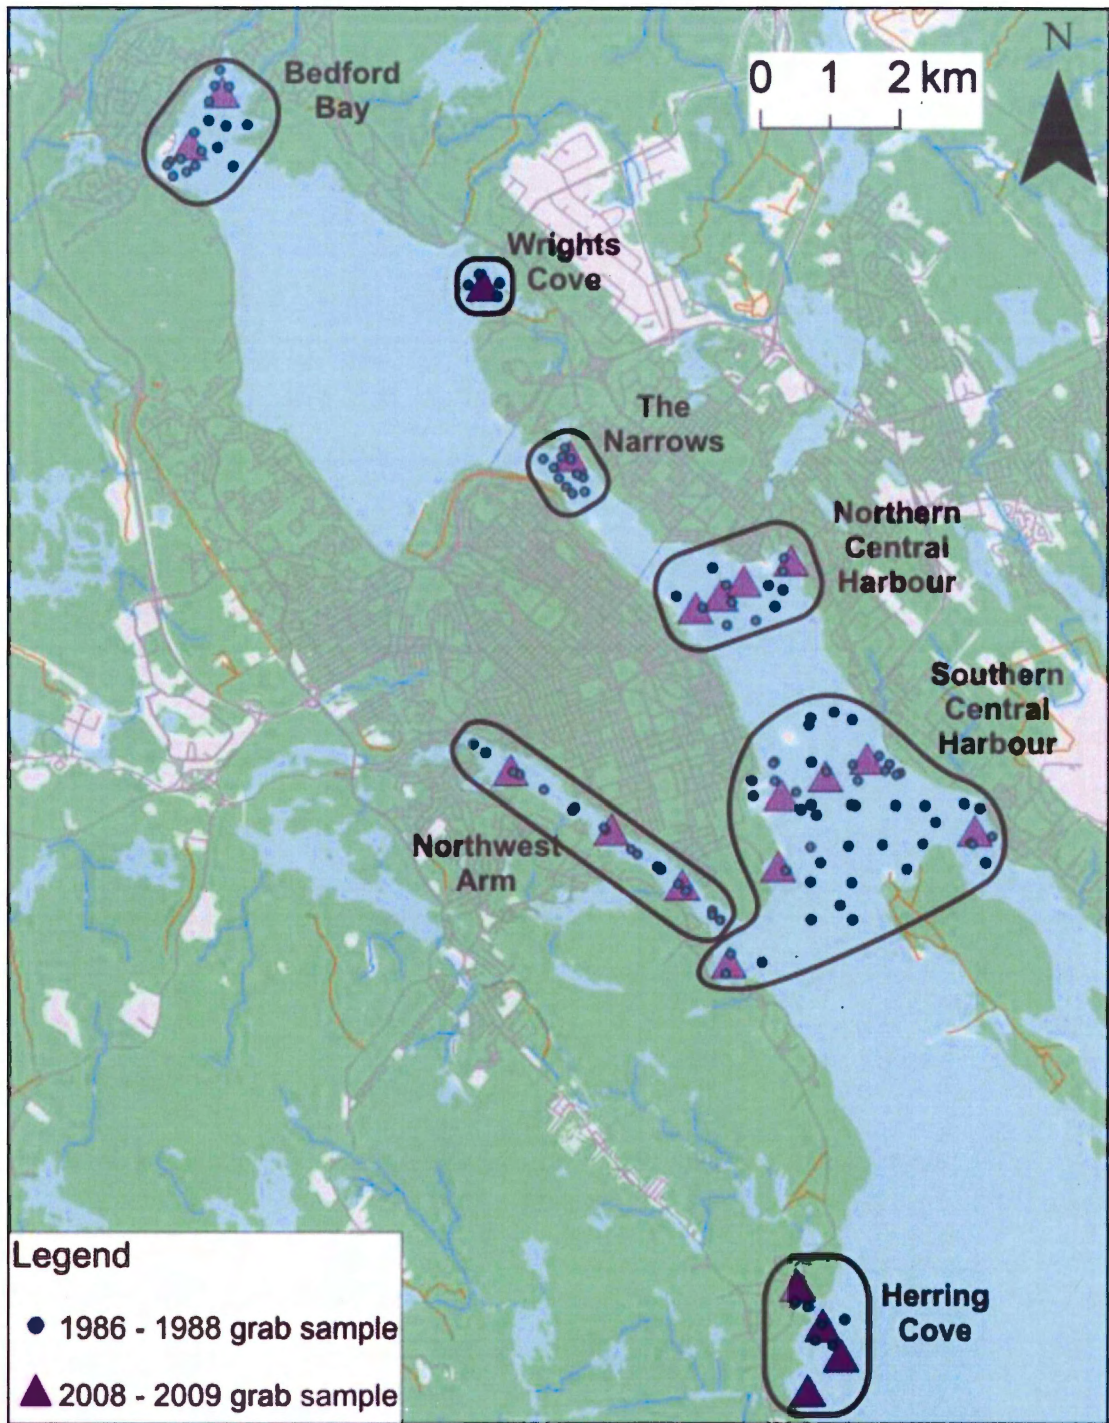 N
0 1 2 km
Bedford
Bay
Wrights
Cove
The
Narrows
Northern
Central
Harbour
Southern
Central
Harbour
Northwest
Arm
Herring
Cove
Legend
1986 - 1988 grab sample
2008 - 2009 grab sample